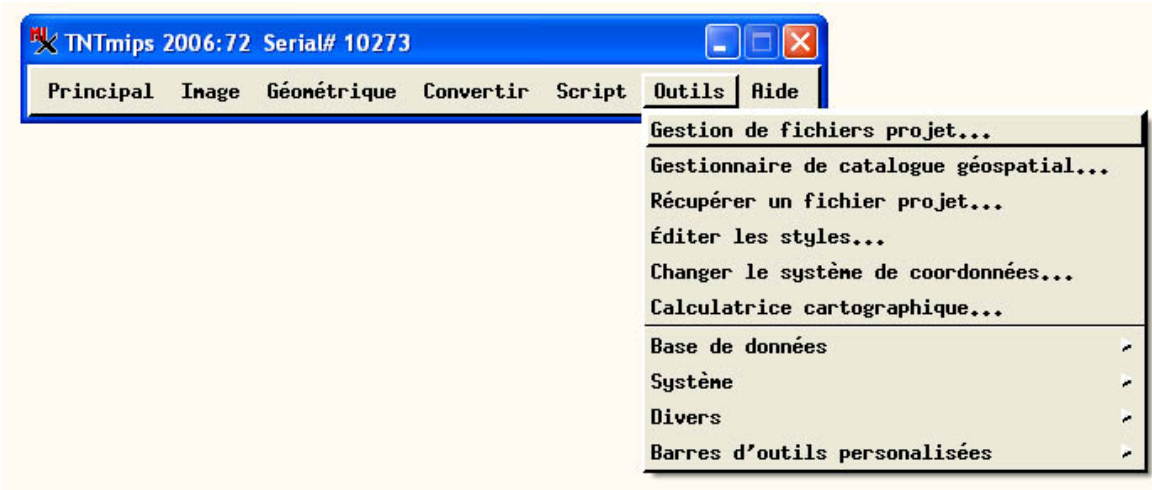 TNTmips 2006:72 Serial# 10273
Principal Image Géométrique Convertir Script Outils Aide
Gestion de fichiers projet...
Gestionnaire de catalogue géospatial...
Récupérer un fichier projet...
Éditer les styles...
Changer le système de coordonnées...
Calculatrice cartographique...
Base de données
Système
Divers
Barres d'outils personalisées